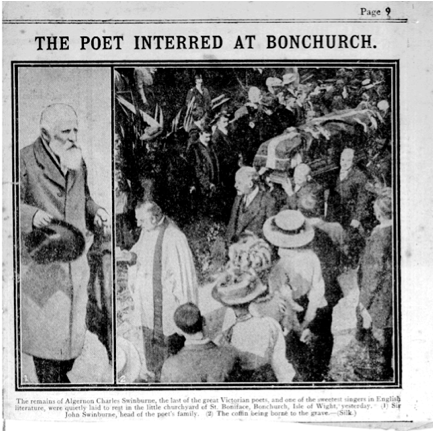 Page 9
THE POET INTERRED AT BONCHURCH.
The remains of Algernon Charles Swinburne, the last of the great Victorian poets, and one of the sweetest singers in English
literature, were quietly laid to rest in the little churchyard of St. Boniface, Bonchurch, Isle of Wight, yesterday. (1) Sir
John Swinburne, head of the poet's family. (2) The coffin being borne to the grave.—(Silk.)